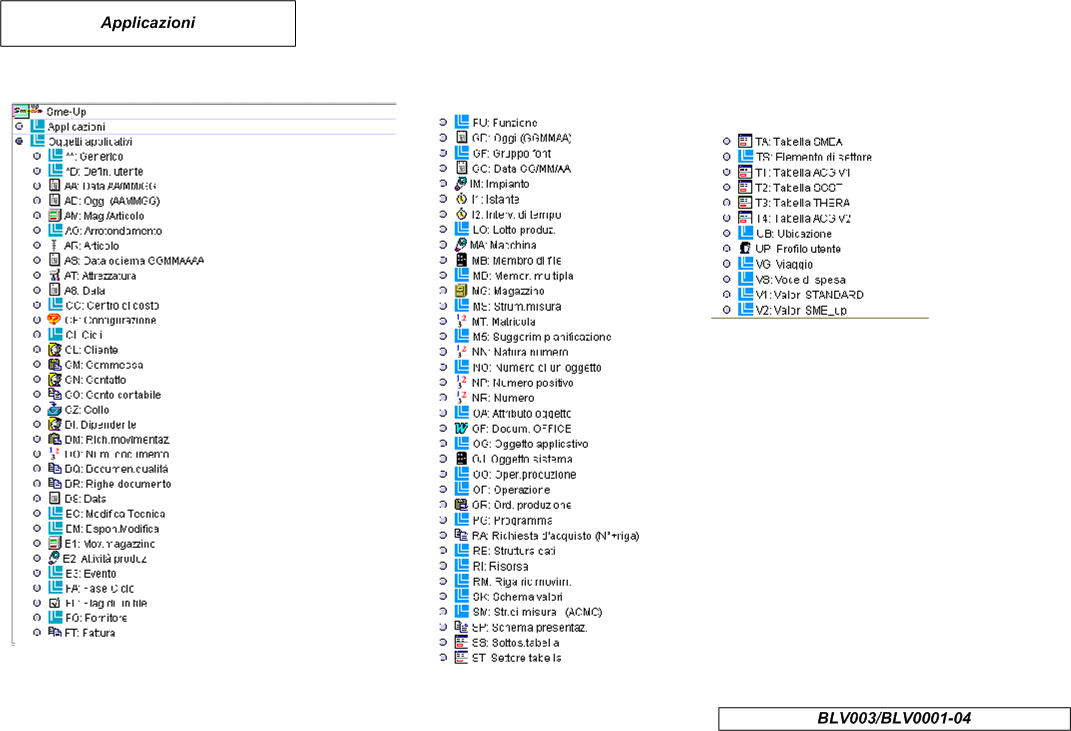 Applicazioni
Sme-Up
Applicazioni
Oggetti applicativi
**: Generico
*D: Defin. utente
AA: Data AAMMGG
AD: Oggi (AAMMGG)
AM: Mag./Articolo
AO: Arrotondamento
AR: Articolo
AS: Data odierna GGMMAAAA
AT: Attrezzatura
A8: Data
CC: Centro di costo
CF: Configurazione
CI: Cicli
CL: Cliente
CM: Commessa
CN: Contatto
CO: Conto contabile
CZ: Collo
DI: Dipendente
DM: Rich.movimentaz.
DO: Num. documento
DQ: Documen.qualità
DR: Righe documento
D8: Data
EC: Modifica Tecnica
EM: Espon.Modifica
E1: Mov.magazzino
E2: Attività produz
E3: Evento
FA: Fase Ciclo
FL: Flag di un file
FO: Fornitore
FT: Fattura
FU: Funzione
GD: Oggi (GGMMAA)
GF: Gruppo font
GG: Data GG/MM/AA
IM: Impianto
I1: Istante
I2: Interv. di tempo
LO: Lotto produz.
MA: Macchina
MB: Membro di file
MD: Memor. multipla
MG: Magazzino
MS: Strum.misura
MT: Matricola
M5: Suggerim.pianificazione
NN: Natura numero
NO: Numero di un oggetto
NP: Numero positivo
NR: Numero
OA: Attributo oggetto
OF: Docum. OFFICE
OG: Oggetto applicativo
OJ: Oggetto sistema
OO: Oper.produzione
OP: Operazione
OR: Ord. produzione
PG: Programma
RA: Richiesta d'acquisto (N°+riga)
RE: Struttura dati
RI: Risorsa
RM: Riga ric.movim.
SK: Schema valori
SM: Str.di misura (ACMC)
SP: Schema presentaz.
SS: Sottos.tabella
ST: Settore tabella
TA: Tabella SMEA
TS: Elemento di settore
T1: Tabella ACG V1
T2: Tabella SCST
T3: Tabella THERA
T4: Tabella ACG V2
UB: Ubicazione
UP: Profilo utente
VG: Viaggio
VS: Voce di spesa
V1: Valori STANDARD
V2: Valori SME_up
BLV003/BLV0001-04